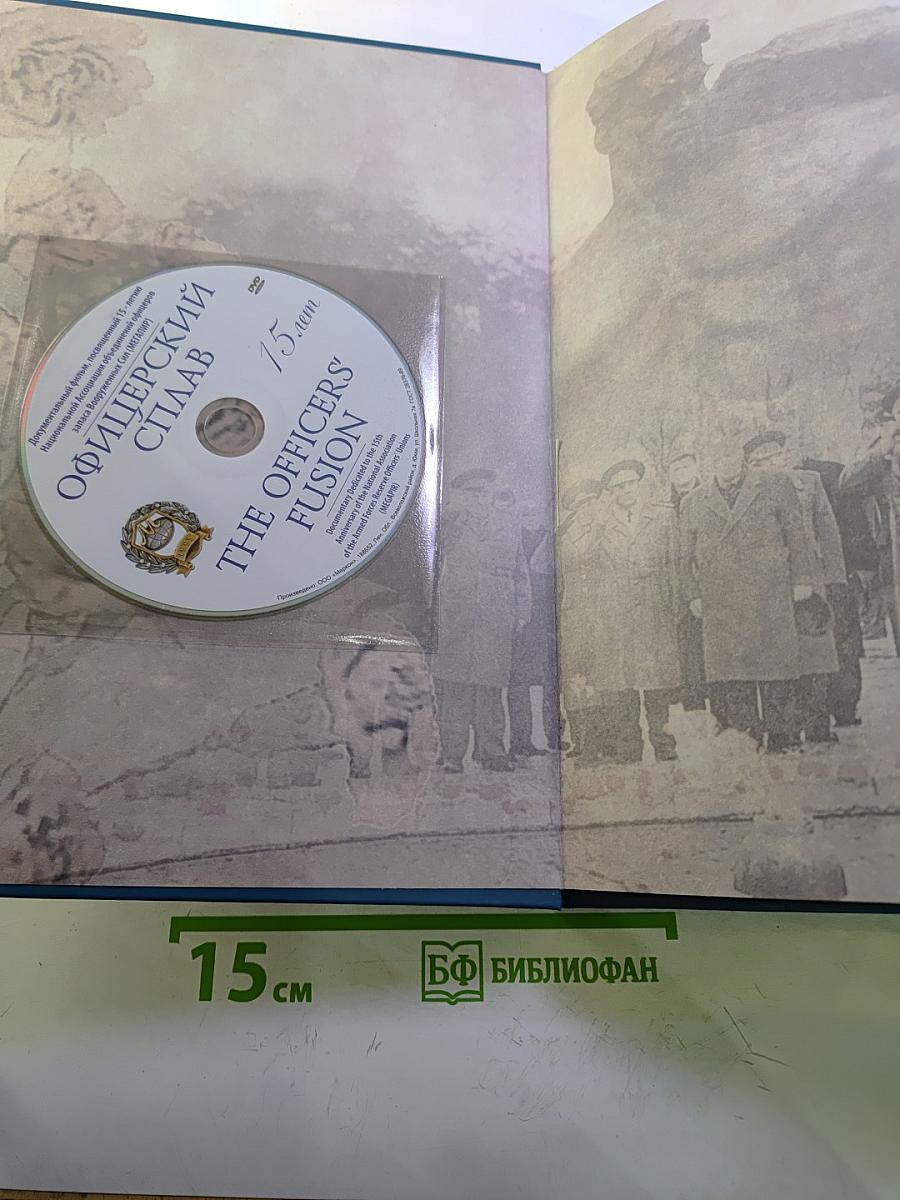 Документальный фильм, посвященный 15 - летию
Национальной Ассоциации объединений офицеров
запаса Вооруженных Сил (МЕГАПИР)
ОФИЦЕРСКИЙ
СПЛАВ
DVD
15 лет
THE OFFICERS'
FUSION
Documentary Dedicated to the 15th
Anniversary of the National Association
of the Armed Forces Reserve Officers' Unions
(MEGAPIR)
15 см
БФ БИБЛИОФАН